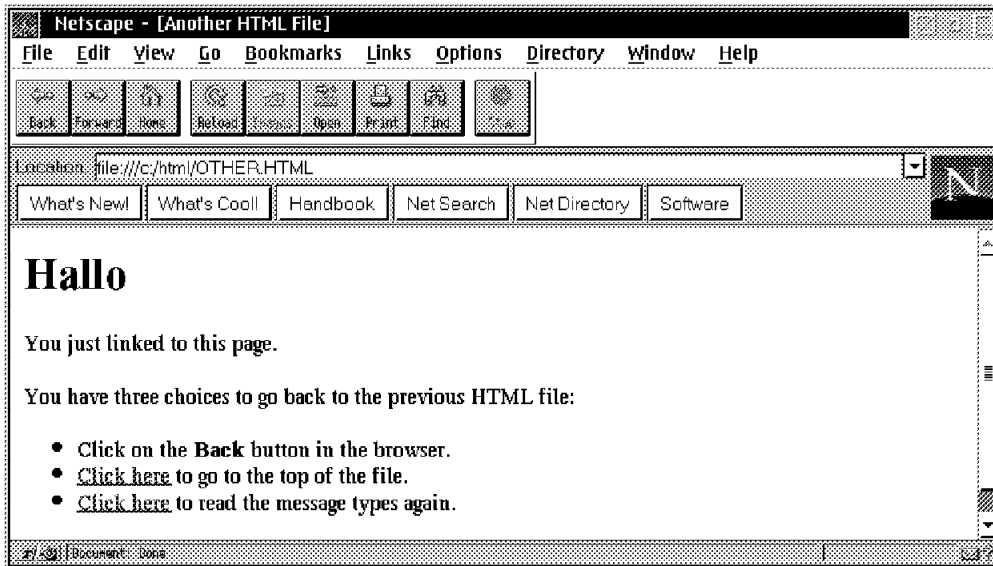 Netscape - [Another HTML File]
File Edit View Go Bookmarks Links Options Directory Window Help
Back Forward Home Reload Images Open Print Find Stop
Location: file:///c:/html/OTHER.HTML
What's New! What's Cool! Handbook Net Search Net Directory Software
N
Hallo
You just linked to this page.
You have three choices to go back to the previous HTML file:
• Click on the Back button in the browser.
• Click here to go to the top of the file.
• Click here to read the message types again.
Document: Done